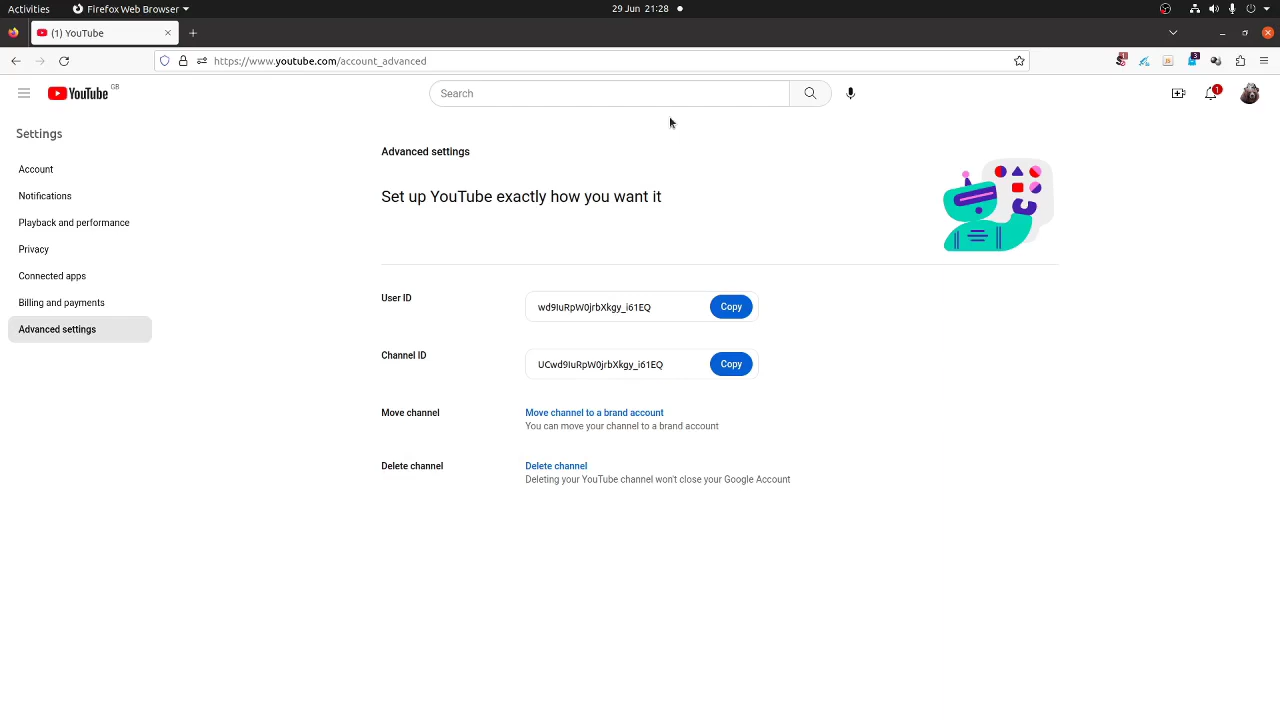 Activities
Firefox Web Browser
29 Jun 21:28
(1) YouTube
https://www.youtube.com/account_advanced
1
3
YouTube GB
Search
1
Settings
Account
Notifications
Playback and performance
Privacy
Connected apps
Billing and payments
Advanced settings
Advanced settings
Set up YouTube exactly how you want it
User ID
wd9IuRpW0jrbXkgy_i61EQ
Copy
Channel ID
UCwd9IuRpW0jrbXkgy_i61EQ
Copy
Move channel
Move channel to a brand account
You can move your channel to a brand account
Delete channel
Delete channel
Deleting your YouTube channel won't close your Google Account